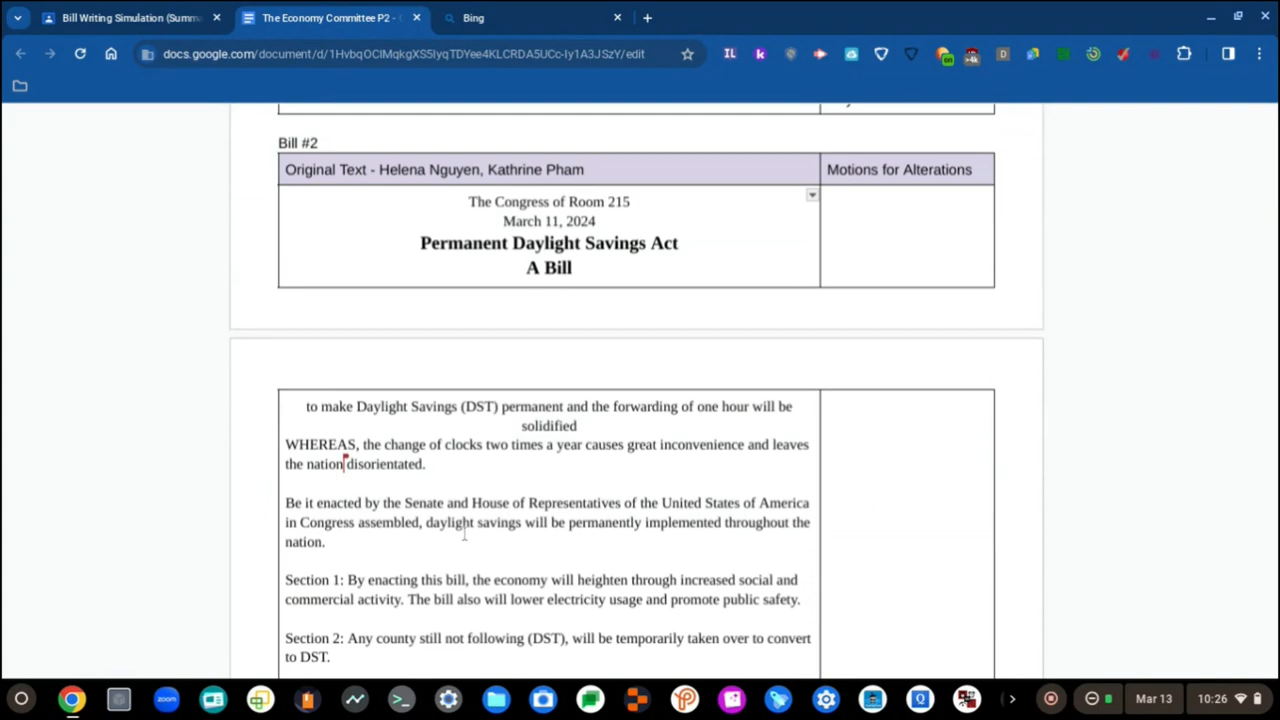 Bill Writing Simulation (Summ
The Economy Committee P2 -
Bing
docs.google.com/document/d/1HvbqOCIMqkgXS5IyqTDYee4KLCRDA5UCc-Iy1A3JSzY/edit
Bill #2
Original Text - Helena Nguyen, Kathrine Pham
Motions for Alterations
The Congress of Room 215
March 11, 2024
Permanent Daylight Savings Act
A Bill
to make Daylight Savings (DST) permanent and the forwarding of one hour will be
solidified
WHEREAS, the change of clocks two times a year causes great inconvenience and leaves
the nation disorientated.
Be it enacted by the Senate and House of Representatives of the United States of America
in Congress assembled, daylight savings will be permanently implemented throughout the
nation.
Section 1: By enacting this bill, the economy will heighten through increased social and
commercial activity. The bill also will lower electricity usage and promote public safety.
Section 2: Any county still not following (DST), will be temporarily taken over to convert
to DST.
zoom
Mar 13
10:26